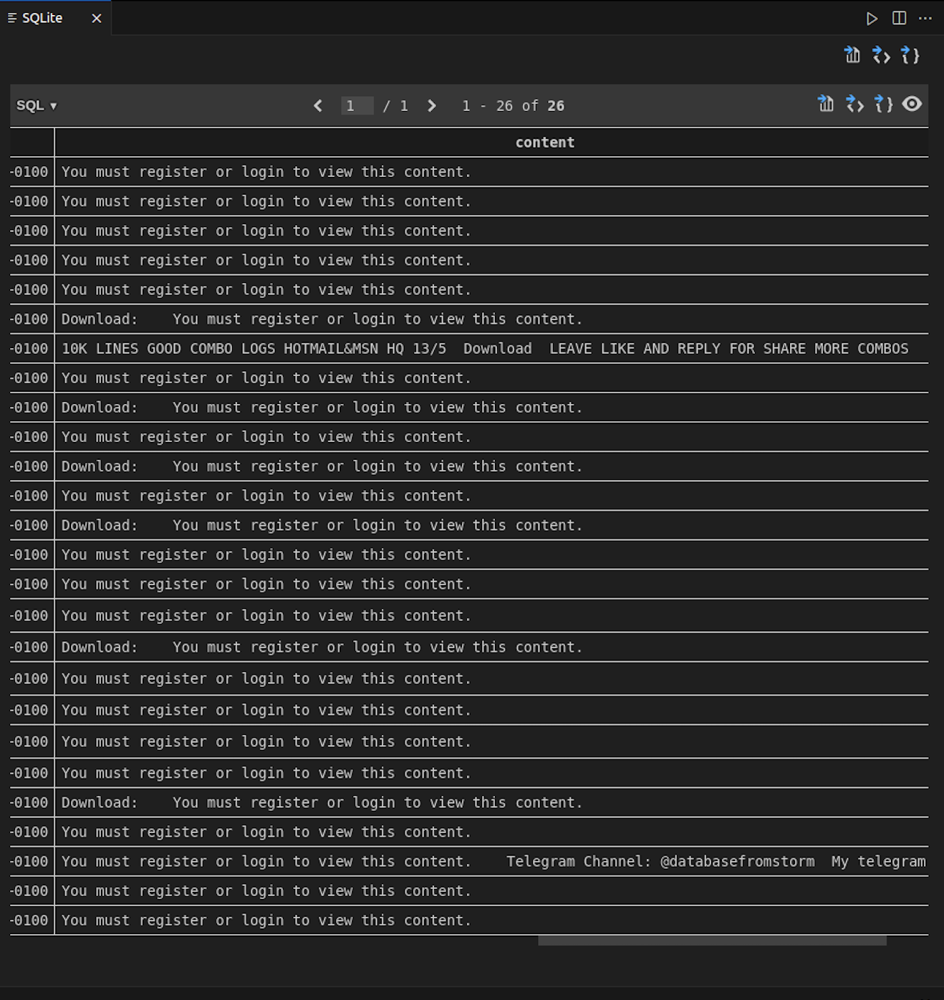 SQLite
SQL ▾ 1 / 1 1 - 26 of 26
content
-0100 You must register or login to view this content.
-0100 You must register or login to view this content.
-0100 You must register or login to view this content.
-0100 You must register or login to view this content.
-0100 You must register or login to view this content.
-0100 Download: You must register or login to view this content.
-0100 10K LINES GOOD COMBO LOGS HOTMAIL&MSN HQ 13/5 Download LEAVE LIKE AND REPLY FOR SHARE MORE COMBOS
-0100 You must register or login to view this content.
-0100 Download: You must register or login to view this content.
-0100 You must register or login to view this content.
-0100 Download: You must register or login to view this content.
-0100 You must register or login to view this content.
-0100 Download: You must register or login to view this content.
-0100 You must register or login to view this content.
-0100 You must register or login to view this content.
-0100 You must register or login to view this content.
-0100 Download: You must register or login to view this content.
-0100 You must register or login to view this content.
-0100 You must register or login to view this content.
-0100 You must register or login to view this content.
-0100 You must register or login to view this content.
-0100 Download: You must register or login to view this content.
-0100 You must register or login to view this content.
-0100 You must register or login to view this content. Telegram Channel: @databasefromstorm My telegram
-0100 You must register or login to view this content.
-0100 You must register or login to view this content.